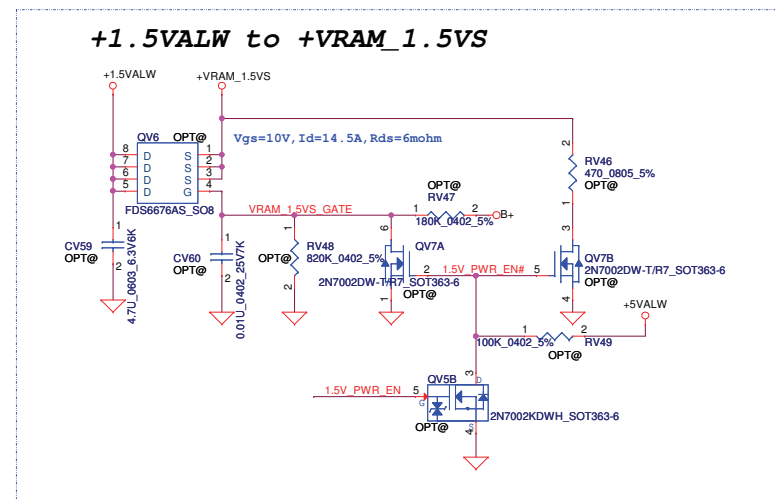 +1.5VALW to +VRAM_1.5VS
+1.5VALW
+VRAM_1.5VS
QV6
OPT@
Vgs=10V,Id=14.5A,Rds=6mohm
8
7
6
5
D
D
D
D
S
S
S
G
1
2
3
4
FDS6676AS_SO8
2
RV46
470_0805_5%
OPT@
1
OPT@
RV47
1
2
B+
180K_0402_5%
VRAM_1.5VS_GATE
1
CV59
OPT@
2
4.7U_0603_6.3V6K
1
CV60
OPT@
2
0.01U_0402_25V7K
1
RV48
820K_0402_5%
OPT@
2
6
QV7A
2
2N7002DW-T/R7_SOT363-6
OPT@
1
1.5V_PWR_EN#
3
QV7B
5
2N7002DW-T/R7_SOT363-6
OPT@
4
+5VALW
1
2
100K_0402_5%
RV49
OPT@
3
QV5B
D
1.5V_PWR_EN
5
G
2N7002KDWH_SOT363-6
OPT@
4
S